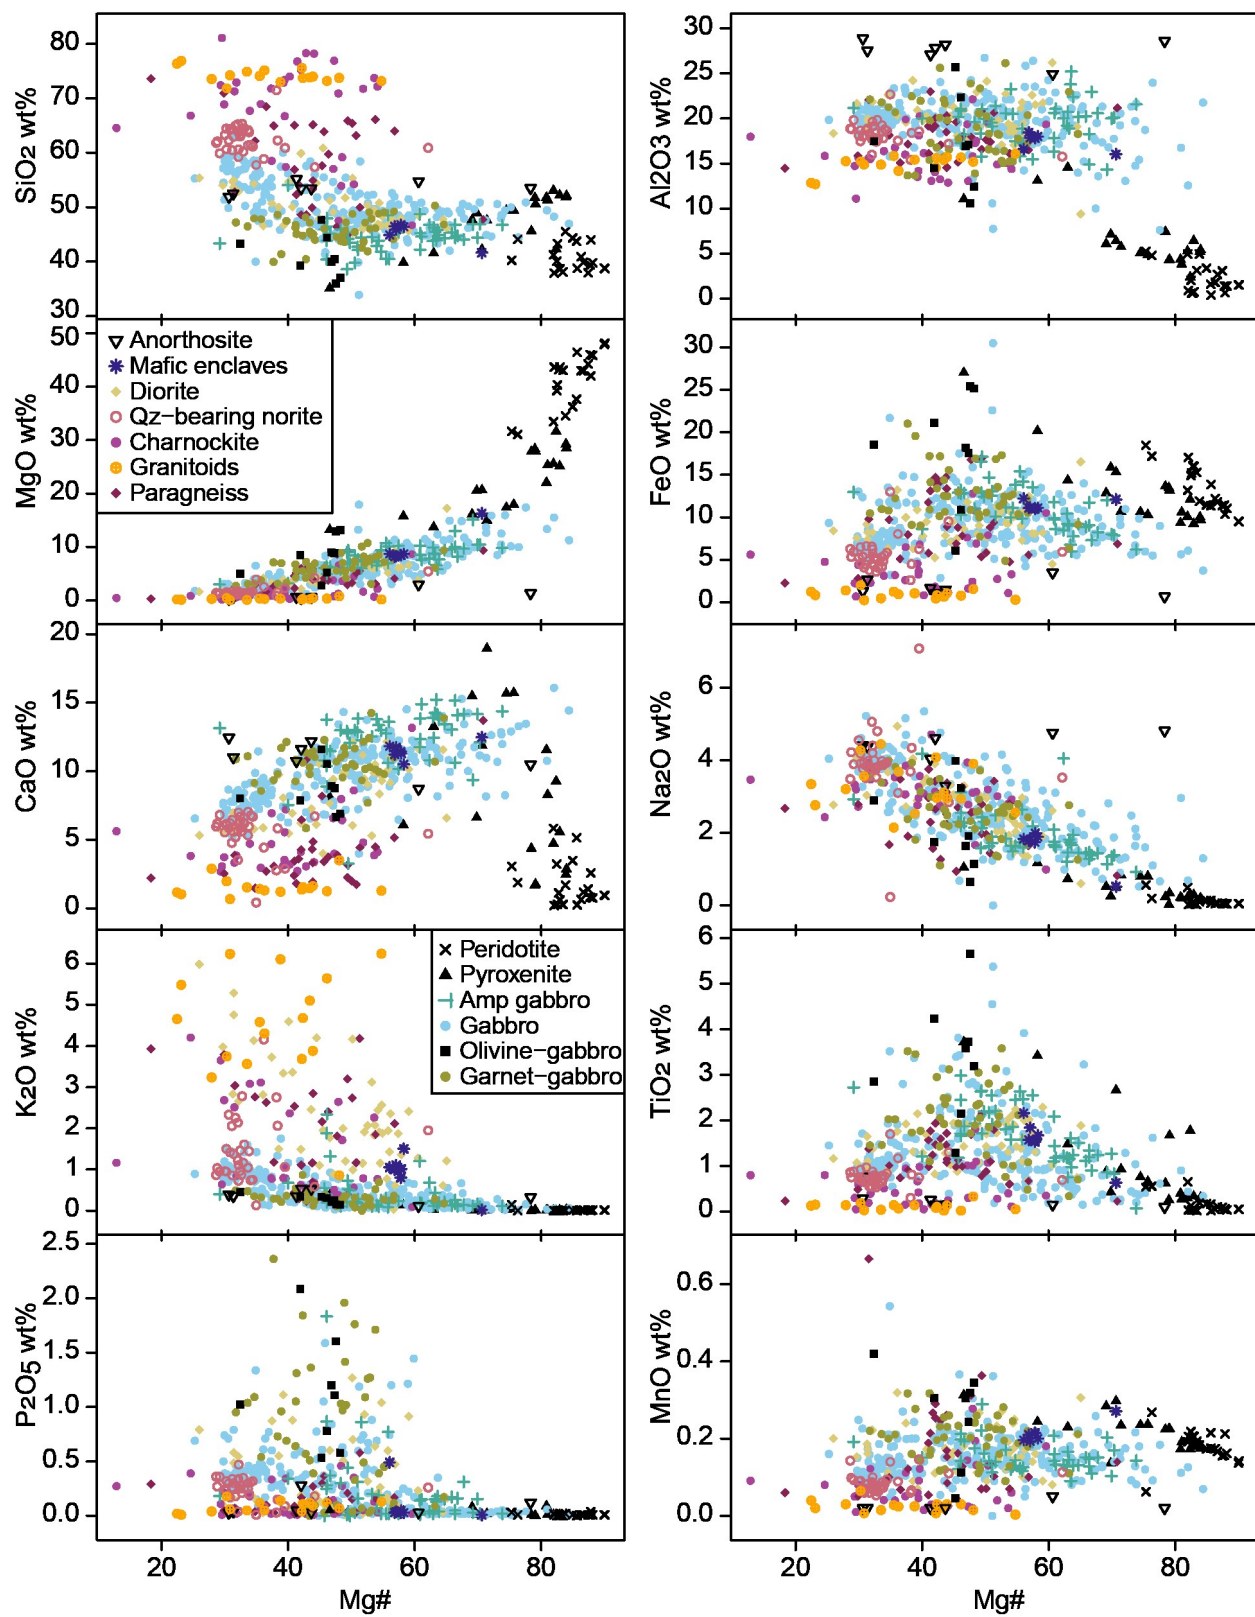 80
70
60
50
40
30
SiO2 wt%
30
25
20
15
10
5
0
Al2O3 wt%
50
40
30
20
10
0
MgO wt%
Anorthosite
Mafic enclaves
Diorite
Qz-bearing norite
Charnockite
Granitoids
Paragneiss
30
25
20
15
10
5
0
FeO wt%
20
15
10
5
0
CaO wt%
6
4
2
0
Na2O wt%
6
5
4
3
2
1
0
K2O wt%
Peridotite
Pyroxenite
Amp gabbro
Gabbro
Olivine-gabbro
Garnet-gabbro
6
5
4
3
2
1
0
TiO2 wt%
2.5
2.0
1.5
1.0
0.5
0.0
P2O5 wt%
20 40 60 80
Mg#
0.6
0.4
0.2
0.0
MnO wt%
20 40 60 80
Mg#